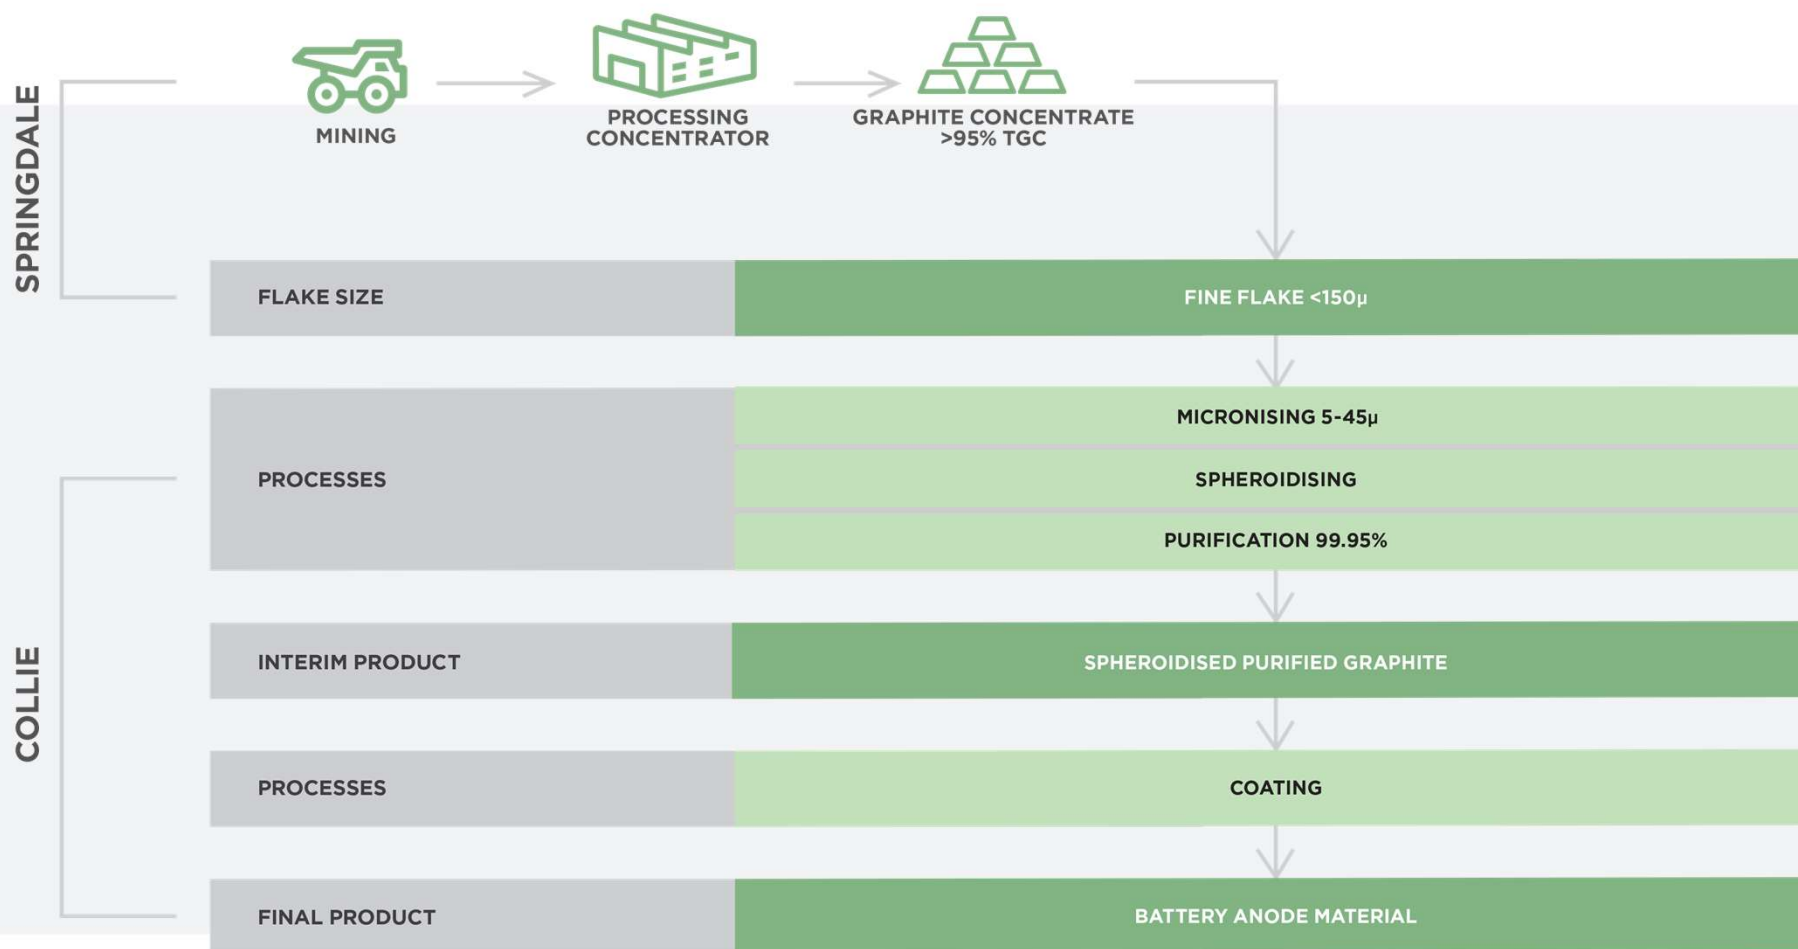 SPRINGDALE
MINING
PROCESSING
CONCENTRATOR
GRAPHITE CONCENTRATE
>95% TGC
FLAKE SIZE
FINE FLAKE <150µ
COLLIE
PROCESSES
MICRONISING 5-45µ
SPHEROIDISING
PURIFICATION 99.95%
INTERIM PRODUCT
SPHEROIDISED PURIFIED GRAPHITE
PROCESSES
COATING
FINAL PRODUCT
BATTERY ANODE MATERIAL